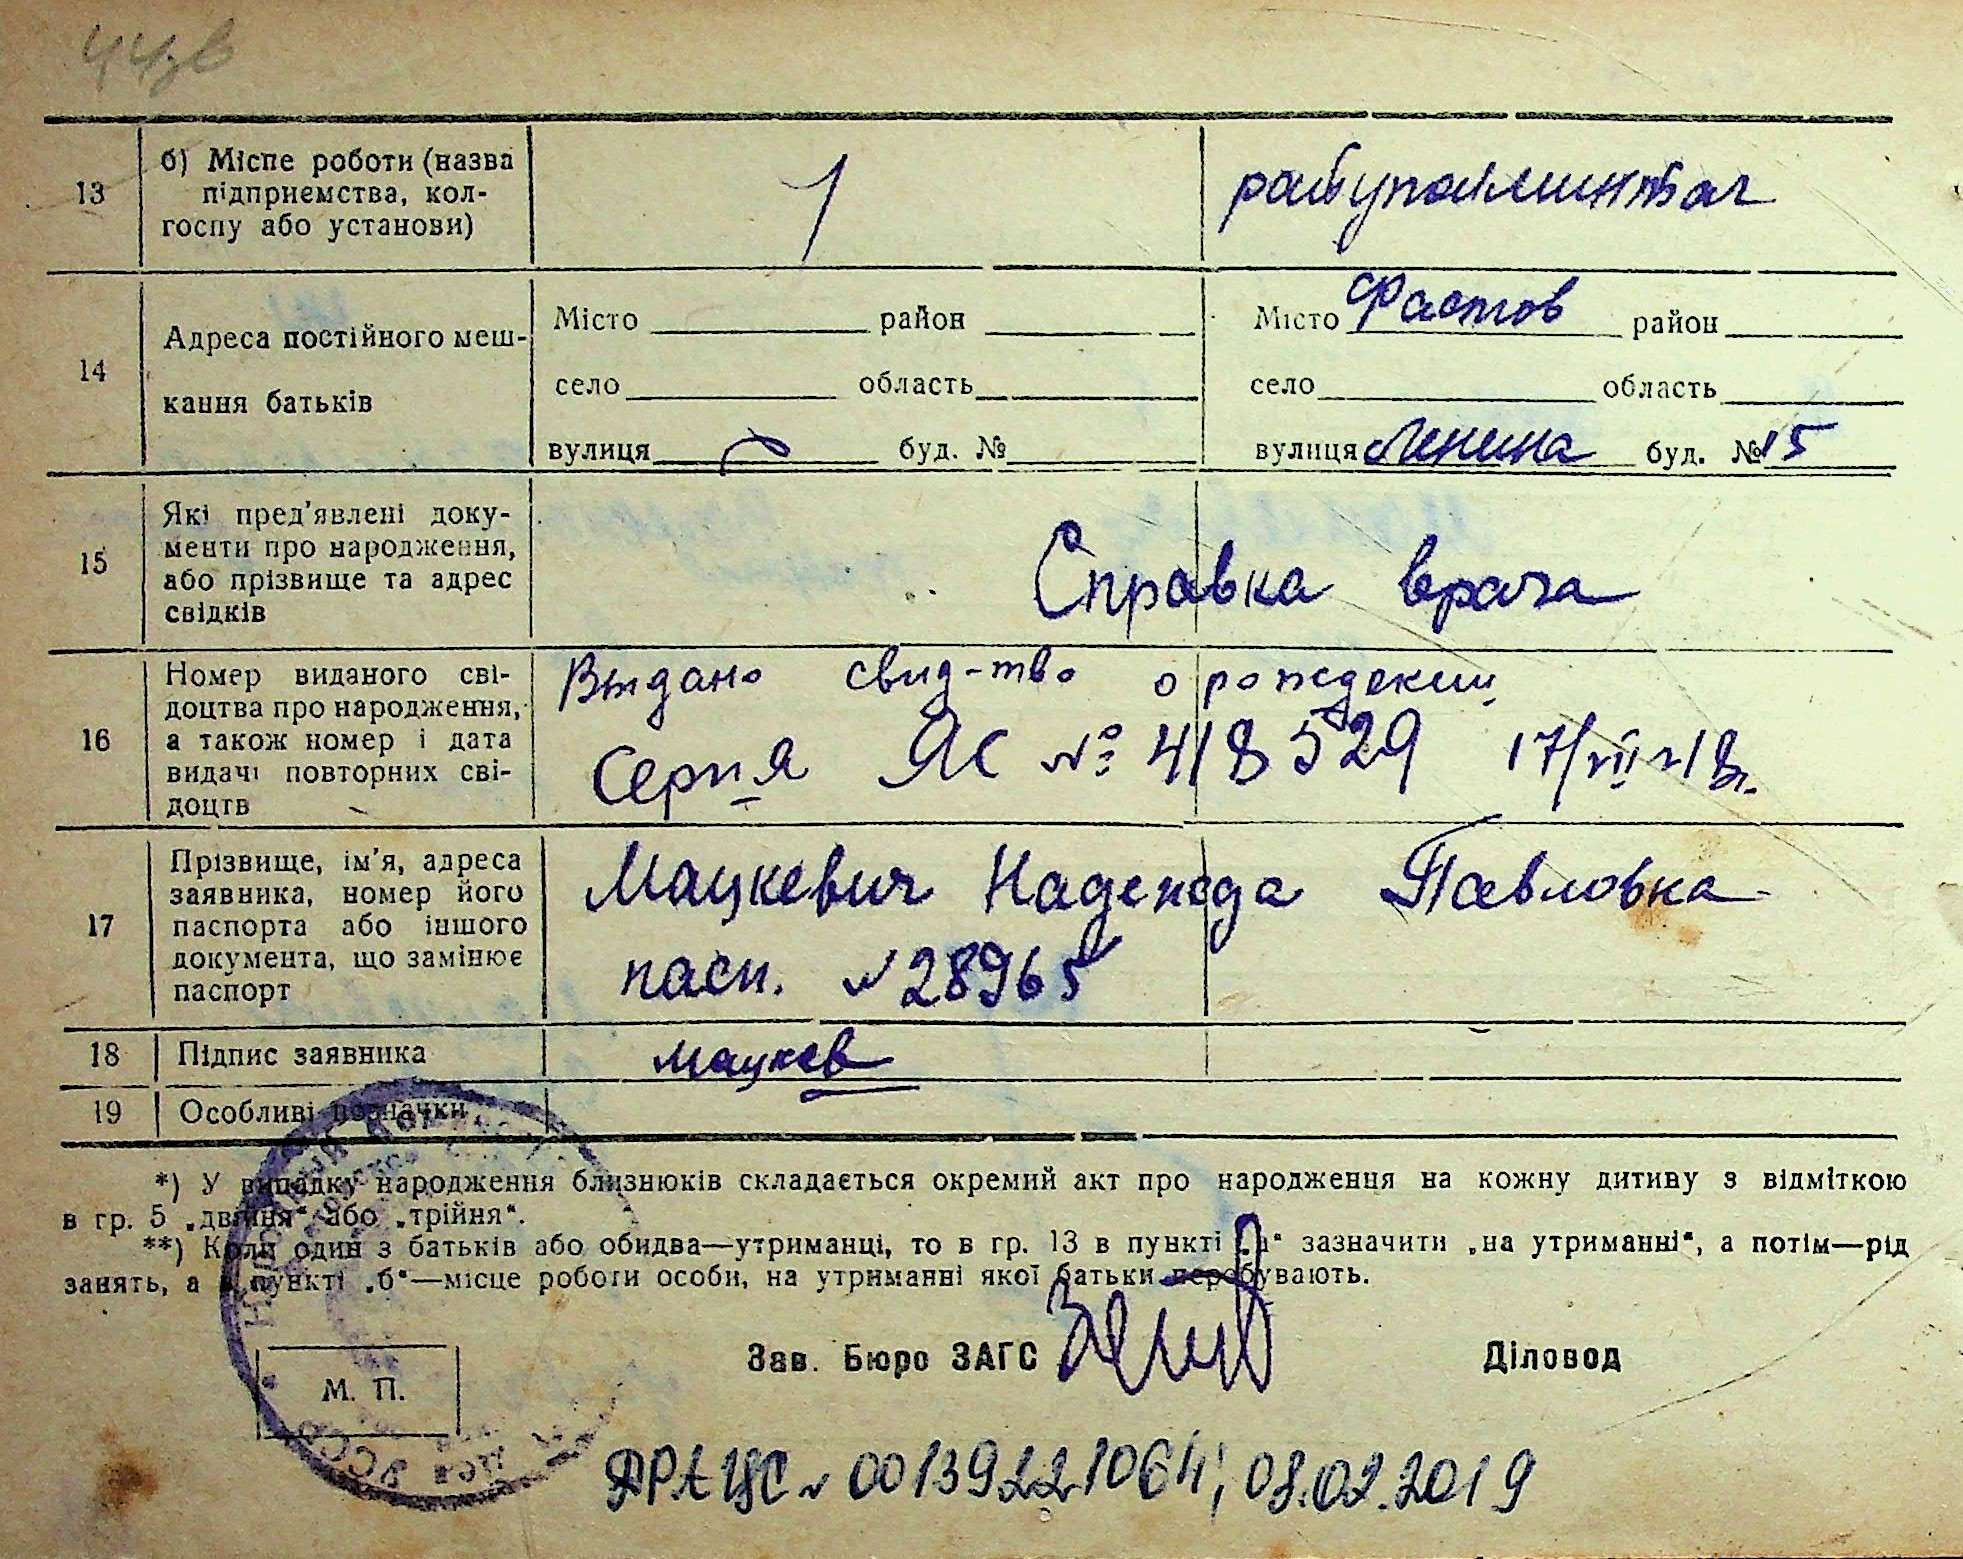 13
б) Місце роботи (назва
підприємства, кол-
госпу або установи)
14
Адреса постійного меш-
кання батьків
Місто район Місто Фастов район
село область село область
вулиця буд. № вулиця Ленина буд. № 15
15
Які пред'явлені доку-
менти про народження,
або прізвище та адрес
свідків
Справка врача
16
Номер виданого сві-
доцтва про народження,
а також номер і дата
видачі повторних сві-
доцтв
Выдано свид-тво о рождении
Серия ЯС № 418529
17
Прізвище, ім'я, адреса
заявника, номер його
паспорта або іншого
документа, що замінює
паспорт
Мацкевич Надежда Павловна
пасп. № 28965
18 Підпис заявника Мацкев
19 Особливі позначки
*) У випадку народження близнюків складається окремий акт про народження на кожну дитину з відміткою
в гр. 5 „двійня“ або „трійня“.
**) Коли один з батьків або обидва—утриманці, то в гр. 13 в пункті „а“ зазначити „на утриманні“, а потім—рід
занять, а в пункті „б“—місце роботи особи, на утриманні якої батьки перебувають.
Зав. Бюро ЗАГС Діловод
М. П.
УССР
ДРАЦС № 00139221064, 08.02.2019